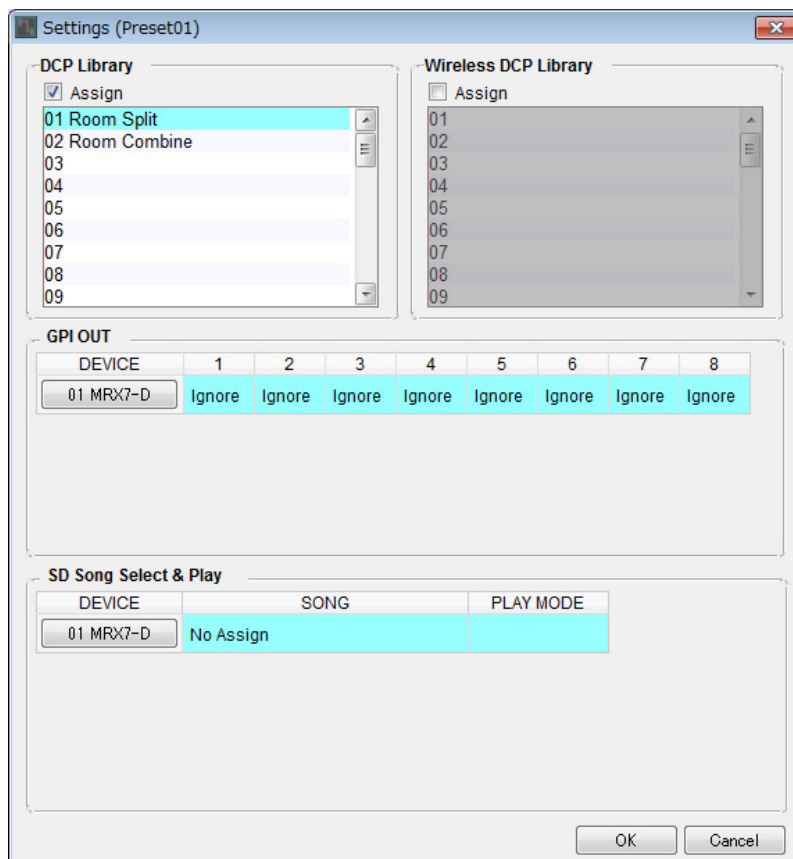 Settings (Preset01)
DCP Library
Assign
01 Room Split
02 Room Combine
03
04
05
06
07
08
09
Wireless DCP Library
Assign
01
02
03
04
05
06
07
08
09
GPI OUT
DEVICE 1 2 3 4 5 6 7 8
01 MRX7-D Ignore Ignore Ignore Ignore Ignore Ignore Ignore Ignore
SD Song Select & Play
DEVICE SONG PLAY MODE
01 MRX7-D No Assign
OK Cancel